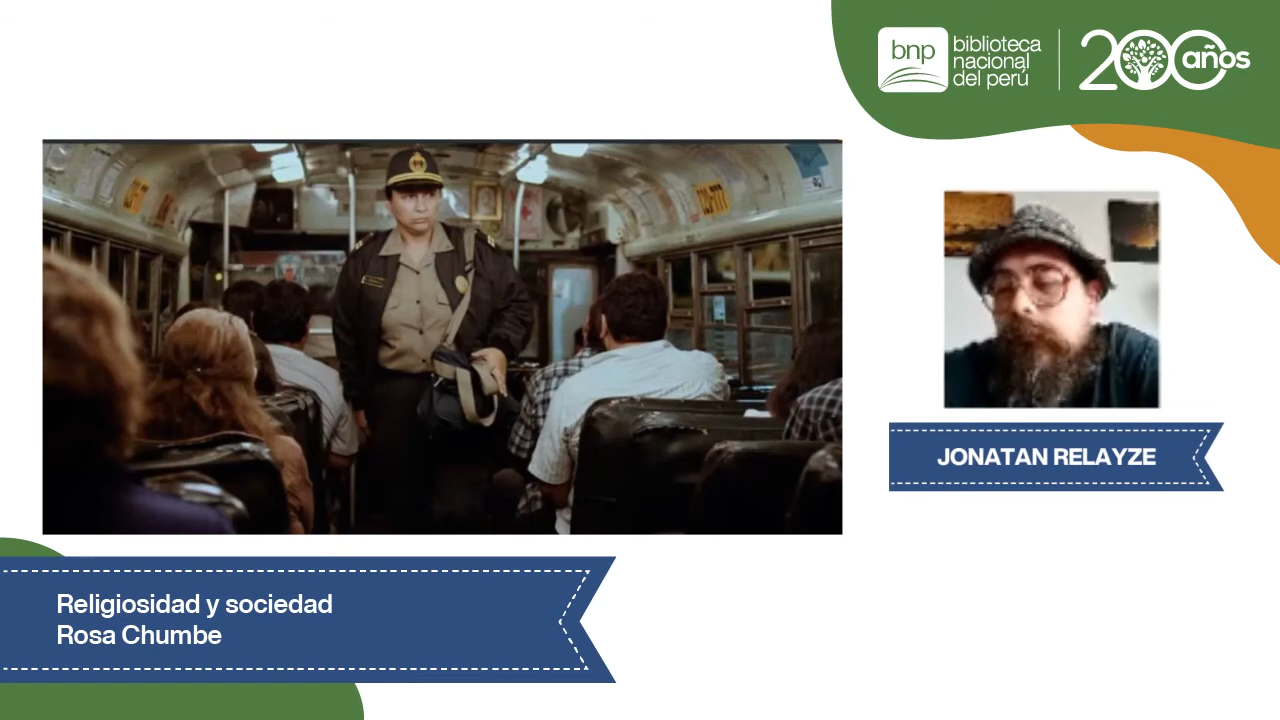 bnp
biblioteca
nacional
del perú
200 años
JONATAN RELAYZE
Religiosidad y sociedad
Rosa Chumbe